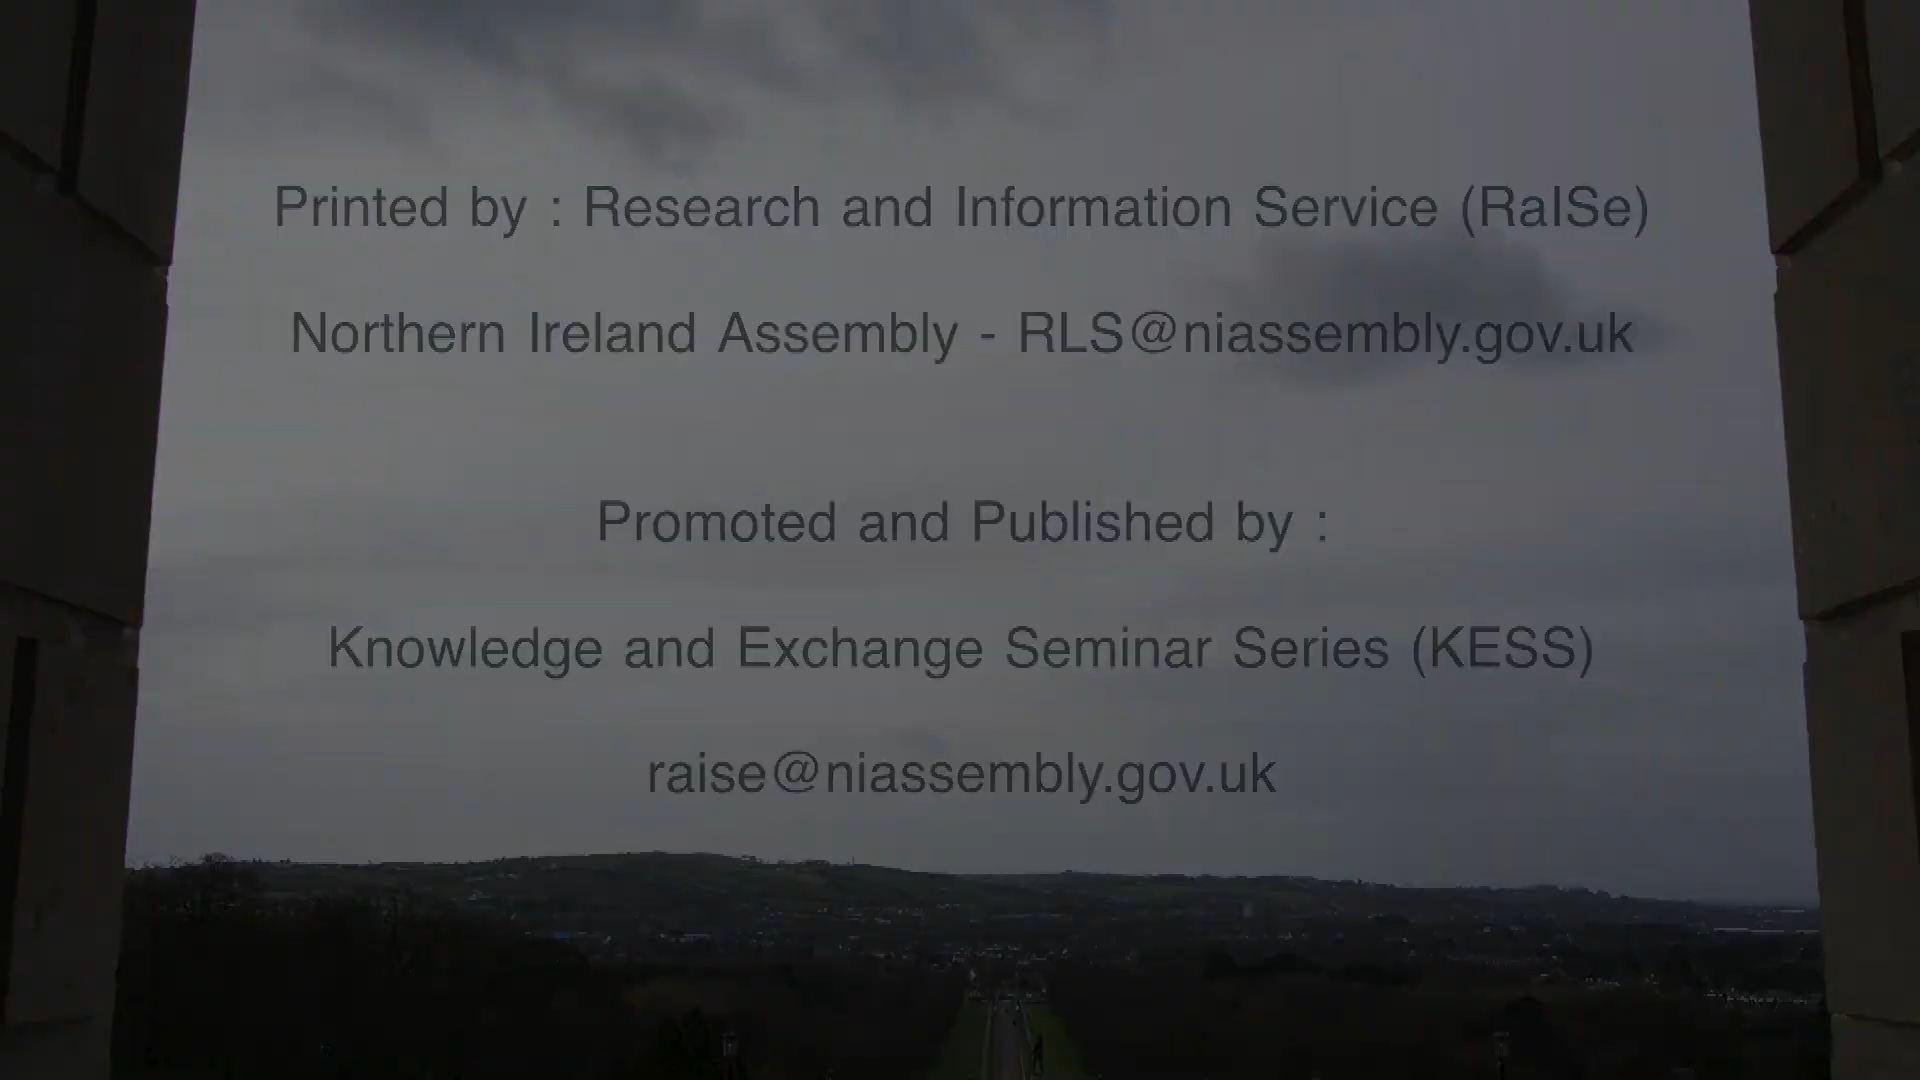 Printed by : Research and Information Service (RaISe)
Northern Ireland Assembly - RLS@niassembly.gov.uk
Promoted and Published by :
Knowledge and Exchange Seminar Series (KESS)
raise@niassembly.gov.uk